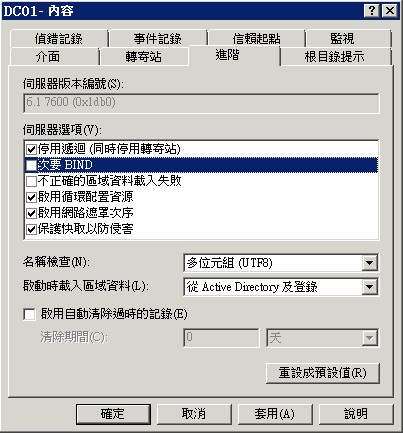 DC01- 內容
偵錯記錄 事件記錄 信賴起點 監視
介面 轉寄站 進階 根目錄提示
伺服器版本編號(S):
6.1 7600 (0x1db0)
伺服器選項(V):
停用遞迴 (同時停用轉寄站)
次要 BIND
不正確的區域資料載入失敗
啟用循環配置資源
啟用網路遮罩次序
保護快取以防侵害
名稱檢查(N): 多位元組 (UTF8)
啟動時載入區域資料(L): 從 Active Directory 及登錄
啟用自動清除過時的記錄(E)
清除期間(C): 0 天
重設成預設值(R)
確定 取消 套用(A) 說明